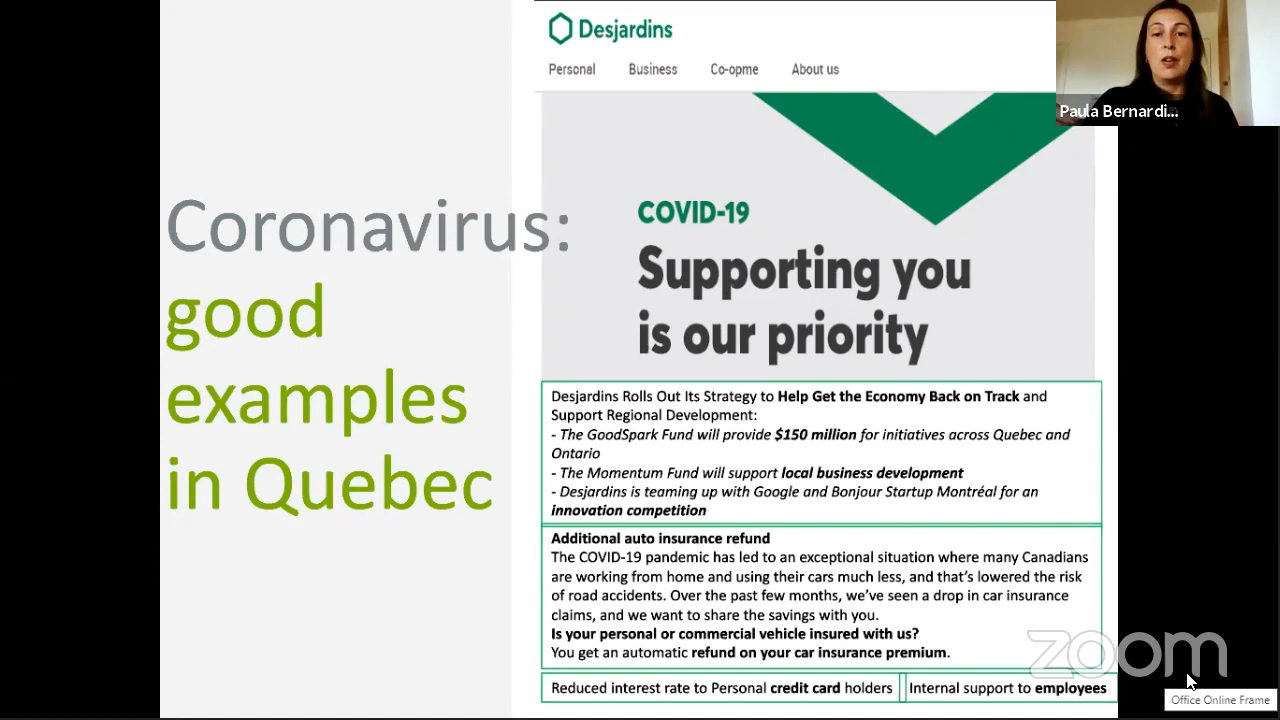 Desjardins
Personal Business Co-opme About us
Paula Bernardi...
Coronavirus:
good
examples
in Quebec
COVID-19
Supporting you
is our priority
Desjardins Rolls Out Its Strategy to Help Get the Economy Back on Track and
Support Regional Development:
- The GoodSpark Fund will provide $150 million for initiatives across Quebec and
Ontario
- The Momentum Fund will support local business development
- Desjardins is teaming up with Google and Bonjour Startup Montréal for an
innovation competition
Additional auto insurance refund
The COVID-19 pandemic has led to an exceptional situation where many Canadians
are working from home and using their cars much less, and that's lowered the risk
of road accidents. Over the past few months, we've seen a drop in car insurance
claims, and we want to share the savings with you.
Is your personal or commercial vehicle insured with us?
You get an automatic refund on your car insurance premium.
Reduced interest rate to Personal credit card holders
Internal support to employees
zoom
Office Online Frame